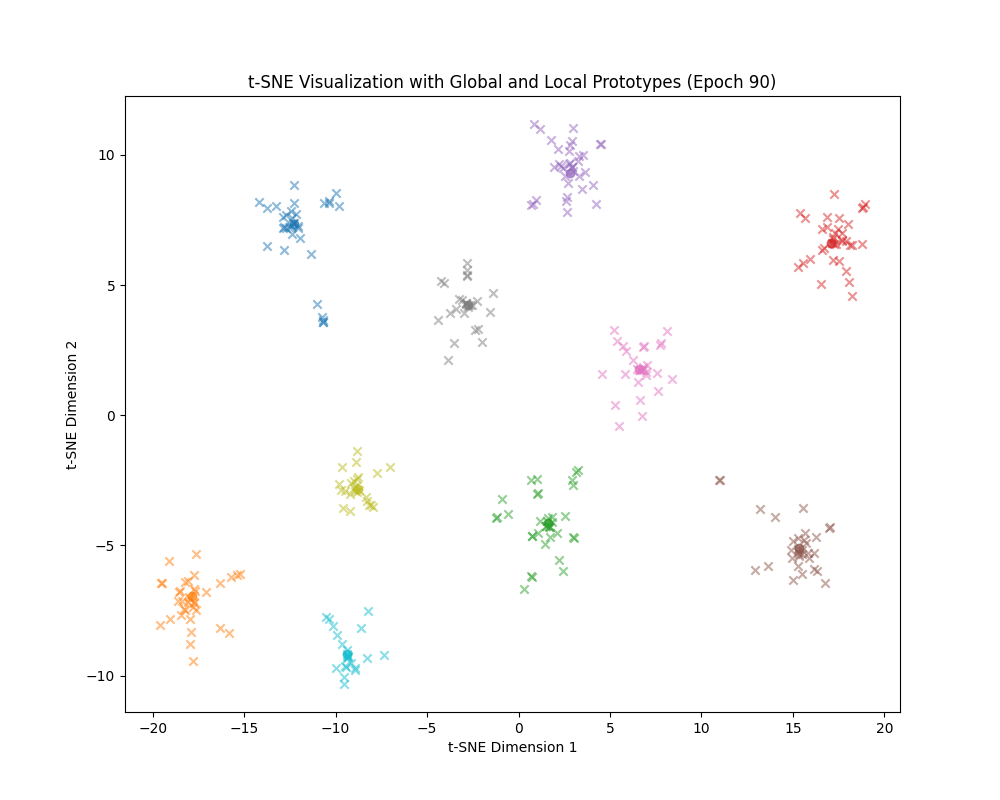 t-SNE Visualization with Global and Local Prototypes (Epoch 90)
10
5
0
−5
−10
t-SNE Dimension 2
−20 −15 −10 −5 0 5 10 15 20
t-SNE Dimension 1